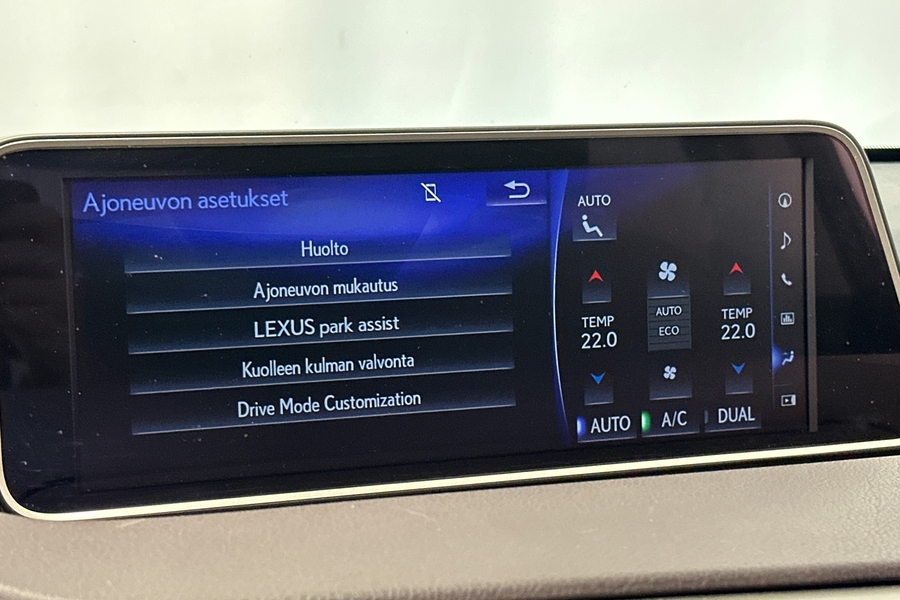 Ajoneuvon asetukset
Huolto
Ajoneuvon mukautus
LEXUS park assist
Kuolleen kulman valvonta
Drive Mode Customization
AUTO
TEMP
22.0
AUTO
ECO
TEMP
22.0
AUTO
A/C
DUAL